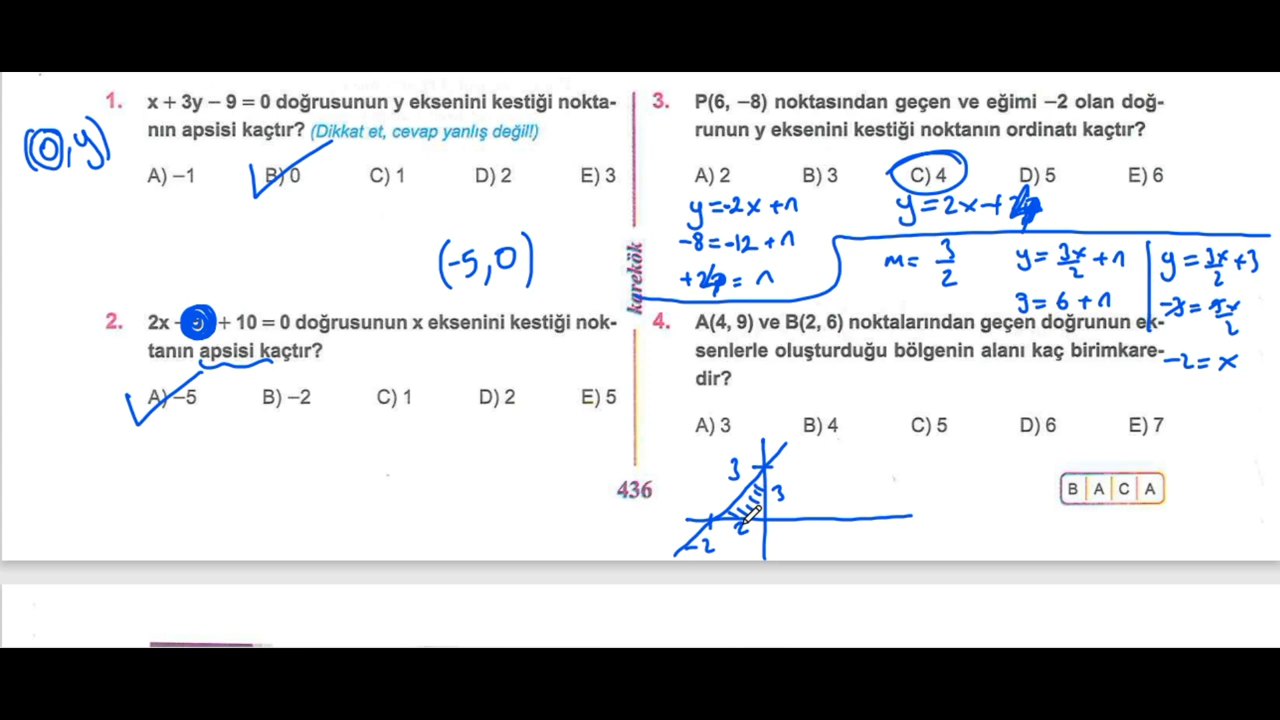 1. x + 3y – 9 = 0 doğrusunun y eksenini kestiği nokta-
nın apsisi kaçtır? (Dikkat et, cevap yanlış değil!)
(0, y)
A) –1 B) 0 C) 1 D) 2 E) 3
(-5, 0)
2. 2x - + 10 = 0 doğrusunun x eksenini kestiği nok-
tanın apsisi kaçtır?
A) –5 B) –2 C) 1 D) 2 E) 5
karekök
436
3. P(6, –8) noktasından geçen ve eğimi –2 olan doğ-
runun y eksenini kestiği noktanın ordinatı kaçtır?
A) 2 B) 3 C) 4 D) 5 E) 6
y = -2x + n
-8 = -12 + n
= n
y = 2x +
m = 3/2
y = 3x/2 + n
9 = 6 + n
y = 3x/2 + 3
-3 = 3x/2
-2 = x
4. A(4, 9) ve B(2, 6) noktalarından geçen doğrunun ek-
senlerle oluşturduğu bölgenin alanı kaç birimkare-
dir?
A) 3 B) 4 C) 5 D) 6 E) 7
3
3
2
-2
B A C A